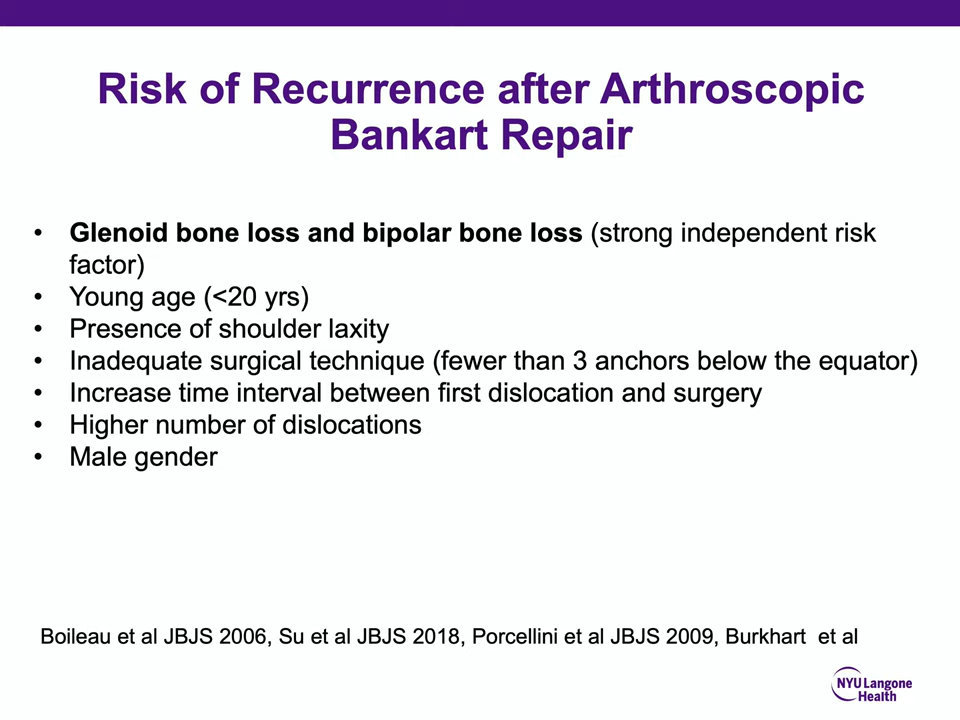 Risk of Recurrence after Arthroscopic
Bankart Repair
• Glenoid bone loss and bipolar bone loss (strong independent risk
factor)
• Young age (<20 yrs)
• Presence of shoulder laxity
• Inadequate surgical technique (fewer than 3 anchors below the equator)
• Increase time interval between first dislocation and surgery
• Higher number of dislocations
• Male gender
Boileau et al JBJS 2006, Su et al JBJS 2018, Porcellini et al JBJS 2009, Burkhart  et al
NYU Langone
Health